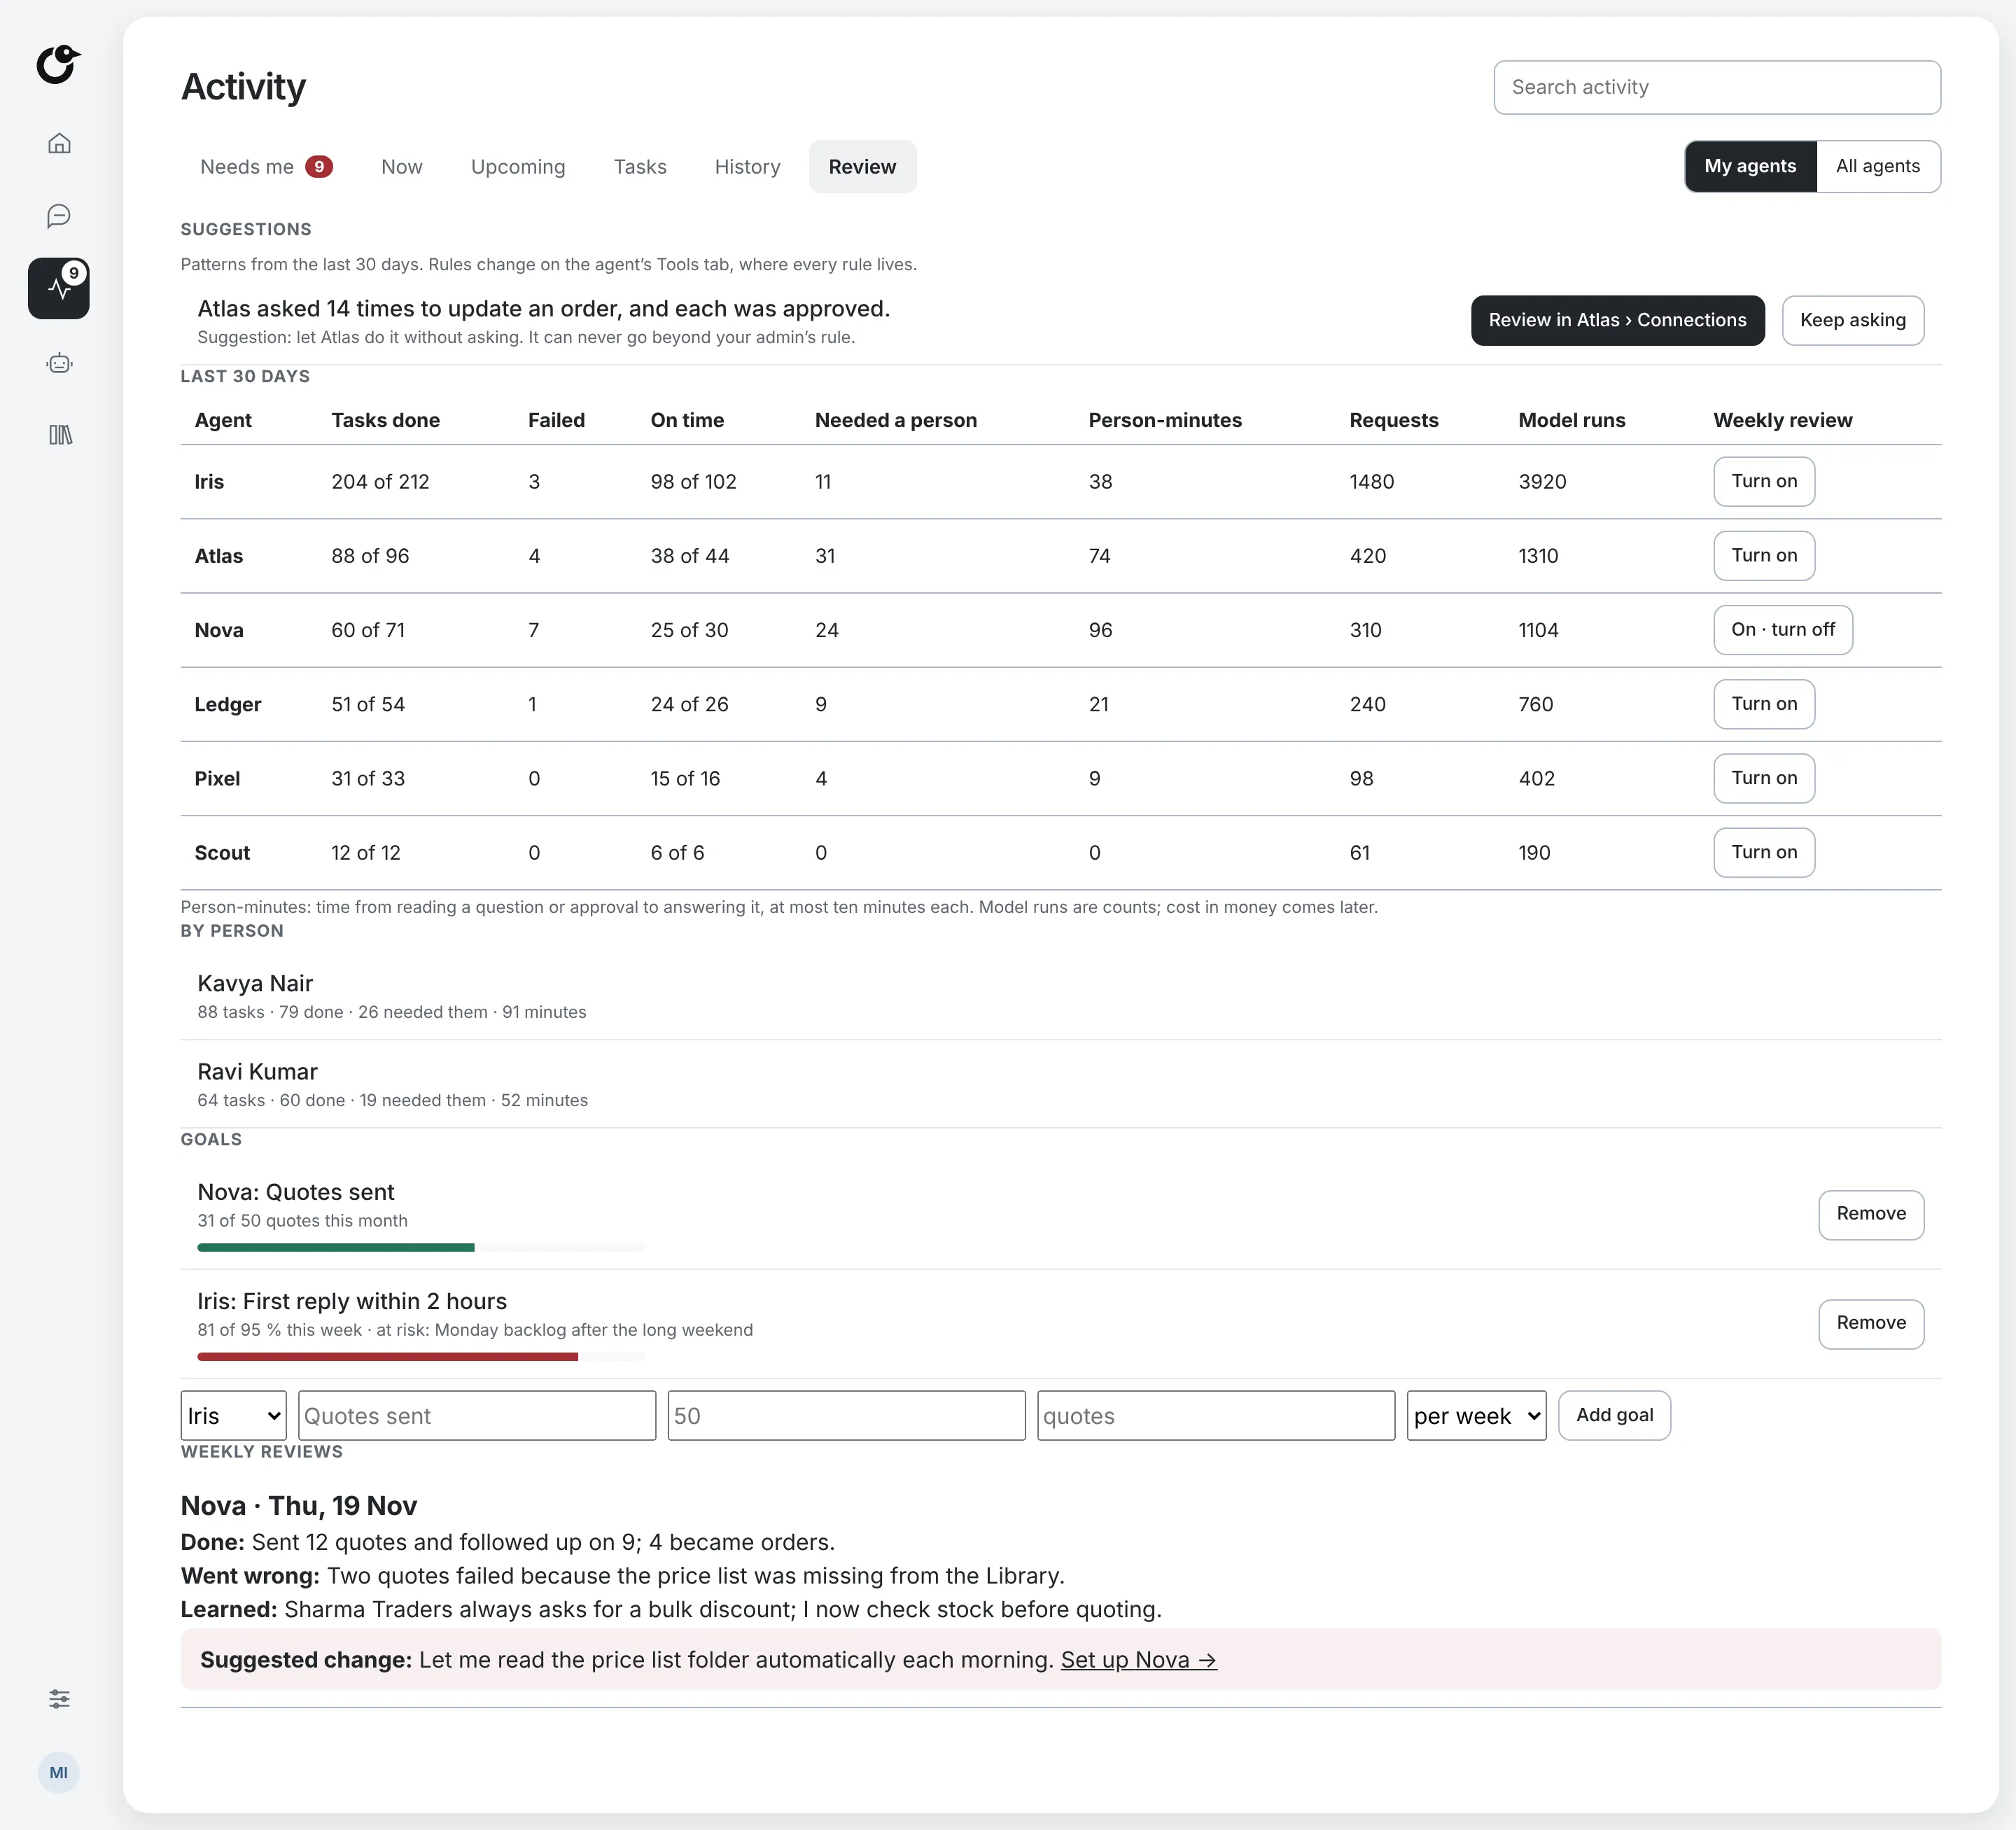 Activity
Search activity
Needs me 9 Now Upcoming Tasks History Review
My agents All agents
9
SUGGESTIONS
Patterns from the last 30 days. Rules change on the agent’s Tools tab, where every rule lives.
Atlas asked 14 times to update an order, and each was approved.
Suggestion: let Atlas do it without asking. It can never go beyond your admin’s rule.
Review in Atlas › Connections Keep asking
LAST 30 DAYS
Agent Tasks done Failed On time Needed a person Person-minutes Requests Model runs Weekly review
Iris 204 of 212 3 98 of 102 11 38 1480 3920 Turn on
Atlas 88 of 96 4 38 of 44 31 74 420 1310 Turn on
Nova 60 of 71 7 25 of 30 24 96 310 1104 On · turn off
Ledger 51 of 54 1 24 of 26 9 21 240 760 Turn on
Pixel 31 of 33 0 15 of 16 4 9 98 402 Turn on
Scout 12 of 12 0 6 of 6 0 0 61 190 Turn on
Person-minutes: time from reading a question or approval to answering it, at most ten minutes each. Model runs are counts; cost in money comes later.
BY PERSON
Kavya Nair
88 tasks · 79 done · 26 needed them · 91 minutes
Ravi Kumar
64 tasks · 60 done · 19 needed them · 52 minutes
GOALS
Nova: Quotes sent
31 of 50 quotes this month
Remove
Iris: First reply within 2 hours
81 of 95 % this week · at risk: Monday backlog after the long weekend
Remove
Iris Quotes sent 50 quotes per week Add goal
WEEKLY REVIEWS
Nova · Thu, 19 Nov
Done: Sent 12 quotes and followed up on 9; 4 became orders.
Went wrong: Two quotes failed because the price list was missing from the Library.
Learned: Sharma Traders always asks for a bulk discount; I now check stock before quoting.
Suggested change: Let me read the price list folder automatically each morning. Set up Nova →
MI